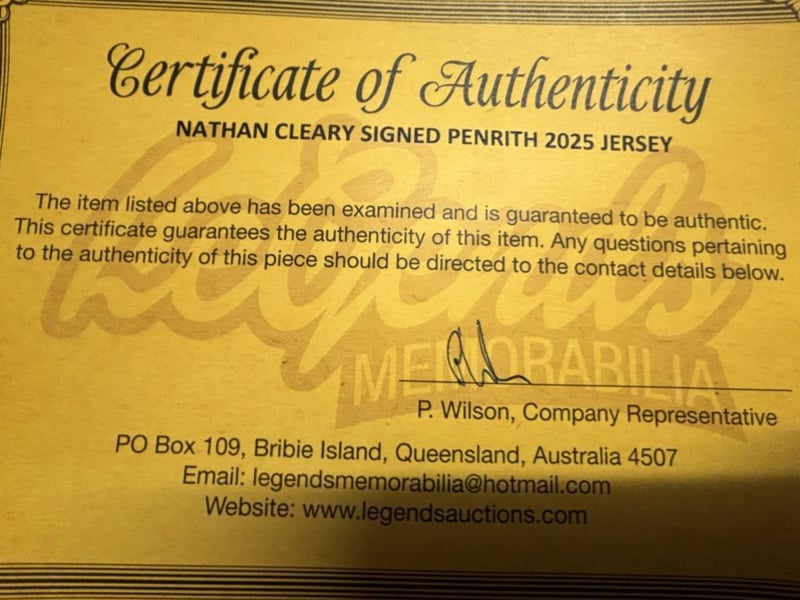 Certificate of Authenticity
NATHAN CLEARY SIGNED PENRITH 2025 JERSEY
The item listed above has been examined and is guaranteed to be authentic.
This certificate guarantees the authenticity of this item. Any questions pertaining
to the authenticity of this piece should be directed to the contact details below.
Legends
MEMORABILIA
P. Wilson, Company Representative
PO Box 109, Bribie Island, Queensland, Australia 4507
Email: legendsmemorabilia@hotmail.com
Website: www.legendsauctions.com